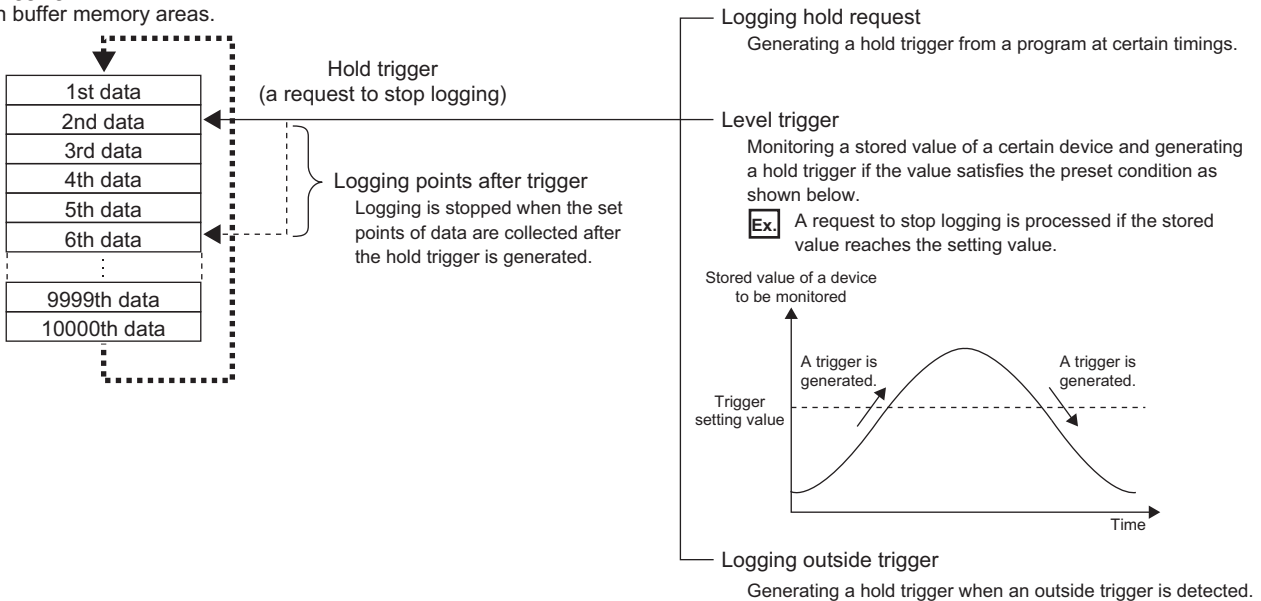 n buffer memory areas.
1st data
2nd data
3rd data
4th data
5th data
6th data
9999th data
10000th data
Hold trigger
(a request to stop logging)
Logging points after trigger
Logging is stopped when the set
points of data are collected after
the hold trigger is generated.
Logging hold request
Generating a hold trigger from a program at certain timings.
Level trigger
Monitoring a stored value of a certain device and generating
a hold trigger if the value satisfies the preset condition as
shown below.
Ex. A request to stop logging is processed if the stored
value reaches the setting value.
Stored value of a device
to be monitored
A trigger is
generated.
A trigger is
generated.
Trigger
setting value
Time
Logging outside trigger
Generating a hold trigger when an outside trigger is detected.